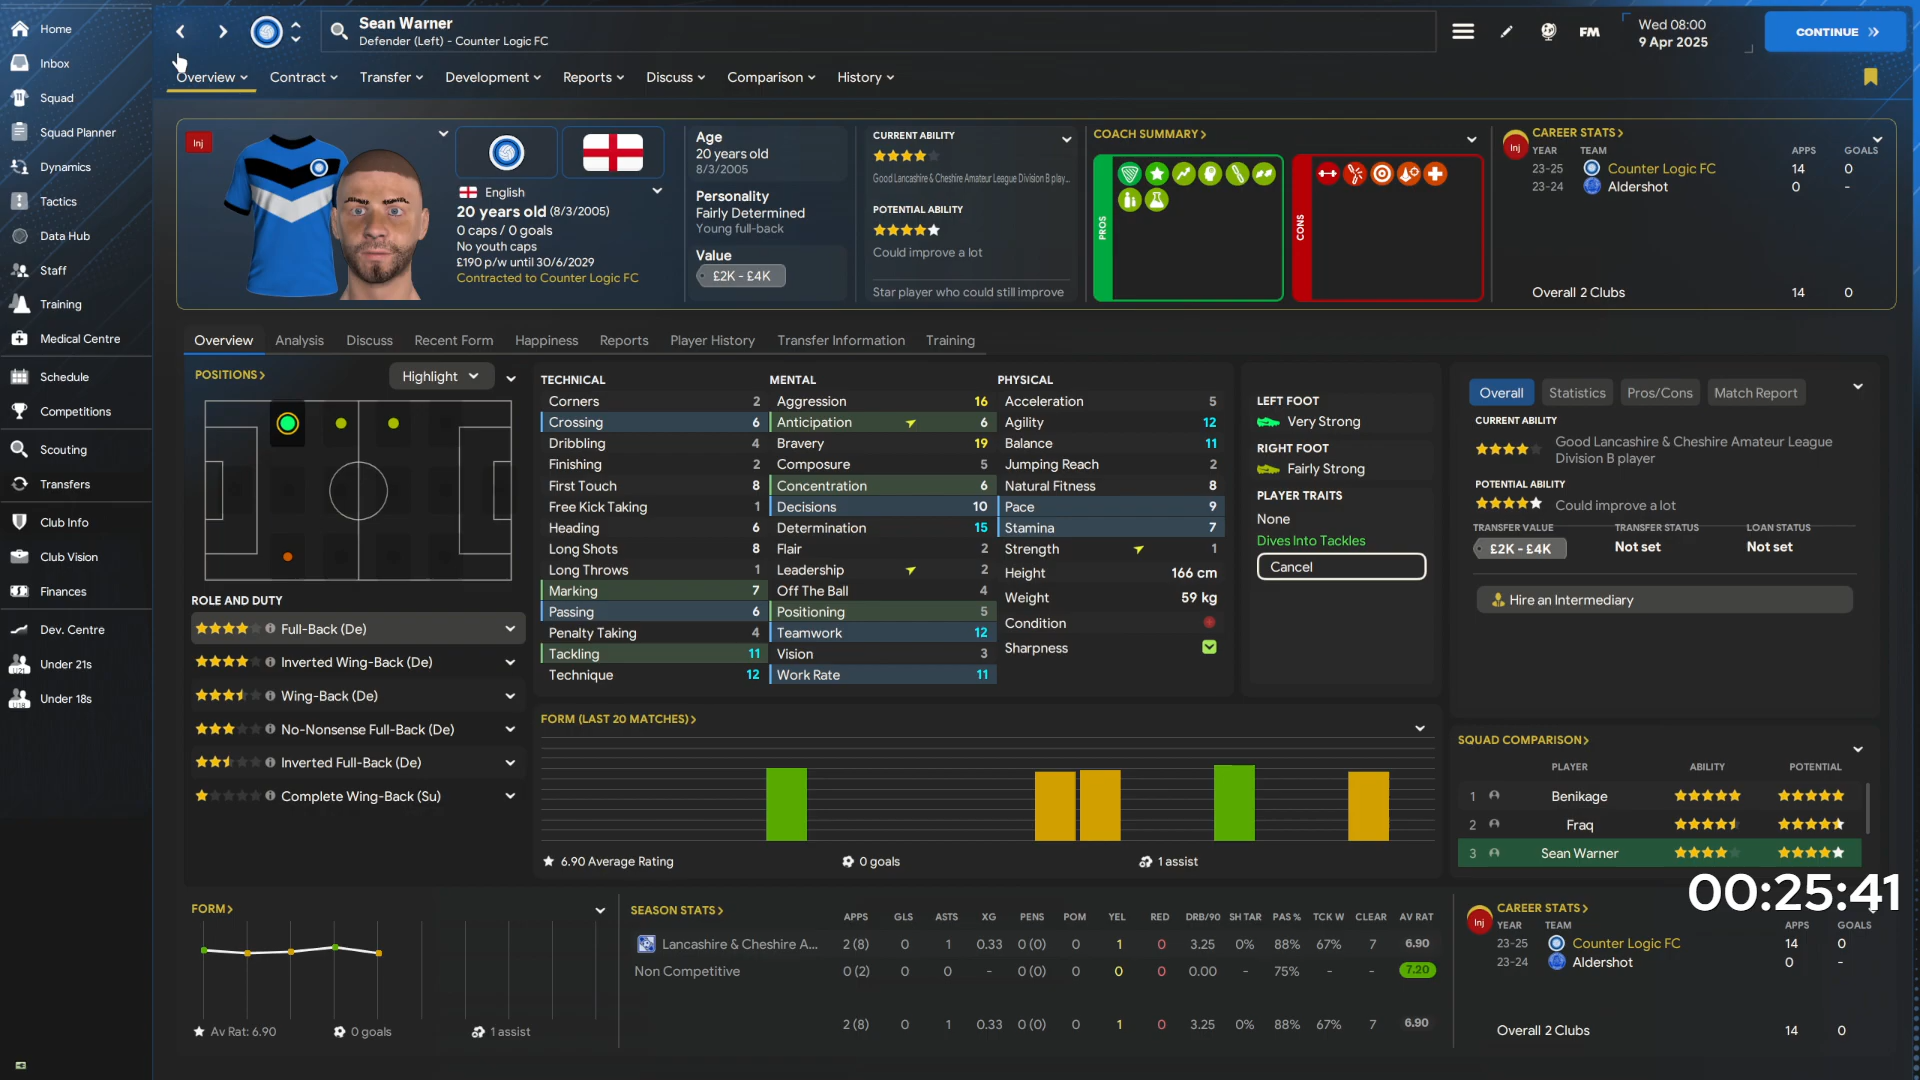 Home
Inbox
Squad
Squad Planner
Dynamics
Tactics
Data Hub
Staff
Training
Medical Centre
Schedule
Competitions
Scouting
Transfers
Club Info
Club Vision
Finances
Dev. Centre
Under 21s
Under 18s
Sean Warner
Defender (Left) - Counter Logic FC
FM
Wed 08:00
9 Apr 2025
CONTINUE
Overview
Contract
Transfer
Development
Reports
Discuss
Comparison
History
Inj
English
20 years old (8/3/2005)
0 caps / 0 goals
No youth caps
£190 p/w until 30/6/2029
Contracted to Counter Logic FC
Age
20 years old
8/3/2005
Personality
Fairly Determined
Young full-back
Value
£2K - £4K
CURRENT ABILITY
Good Lancashire & Cheshire Amateur League Division B play...
POTENTIAL ABILITY
Could improve a lot
Star player who could still improve
COACH SUMMARY>
PROS
CONS
Inj
CAREER STATS>
YEAR TEAM APPS GOALS
23-25 Counter Logic FC 14 0
23-24 Aldershot 0 -
Overall 2 Clubs 14 0
Overview Analysis Discuss Recent Form Happiness Reports Player History Transfer Information Training
POSITIONS>
Highlight
ROLE AND DUTY
Full-Back (De)
Inverted Wing-Back (De)
Wing-Back (De)
No-Nonsense Full-Back (De)
Inverted Full-Back (De)
Complete Wing-Back (Su)
TECHNICAL
Corners 2
Crossing 6
Dribbling 4
Finishing 2
First Touch 8
Free Kick Taking 1
Heading 6
Long Shots 8
Long Throws 1
Marking 7
Passing 6
Penalty Taking 4
Tackling 11
Technique 12
MENTAL
Aggression 16
Anticipation 6
Bravery 19
Composure 5
Concentration 6
Decisions 10
Determination 15
Flair 2
Leadership 2
Off The Ball 4
Positioning 5
Teamwork 12
Vision 3
Work Rate 11
PHYSICAL
Acceleration 5
Agility 12
Balance 11
Jumping Reach 2
Natural Fitness 8
Pace 9
Stamina 7
Strength 1
Height 166 cm
Weight 59 kg
Condition
Sharpness
LEFT FOOT
Very Strong
RIGHT FOOT
Fairly Strong
PLAYER TRAITS
None
Dives Into Tackles
Cancel
Overall Statistics Pros/Cons Match Report
CURRENT ABILITY
Good Lancashire & Cheshire Amateur League
Division B player
POTENTIAL ABILITY
Could improve a lot
TRANSFER VALUE TRANSFER STATUS LOAN STATUS
£2K - £4K Not set Not set
Hire an Intermediary
FORM (LAST 20 MATCHES)>
6.90 Average Rating
0 goals
1 assist
SQUAD COMPARISON>
PLAYER ABILITY POTENTIAL
1 Benikage
2 Fraq
3 Sean Warner
00:25:41
FORM>
Av Rat: 6.90
0 goals
1 assist
SEASON STATS> APPS GLS ASTS XG PENS POM YEL RED DRB/90 SH TAR PAS % TCK W CLEAR AV RAT
Lancashire & Cheshire A... 2 (8) 0 1 0.33 0 (0) 0 1 0 3.25 0% 88% 67% 7 6.90
Non Competitive 0 (2) 0 0 - 0 (0) 0 0 0 0.00 - 75% - - 7.20
2 (8) 0 1 0.33 0 (0) 0 1 0 3.25 0% 88% 67% 7 6.90
Inj
CAREER STATS>
YEAR TEAM APPS GOALS
23-25 Counter Logic FC 14 0
23-24 Aldershot 0 -
Overall 2 Clubs 14 0